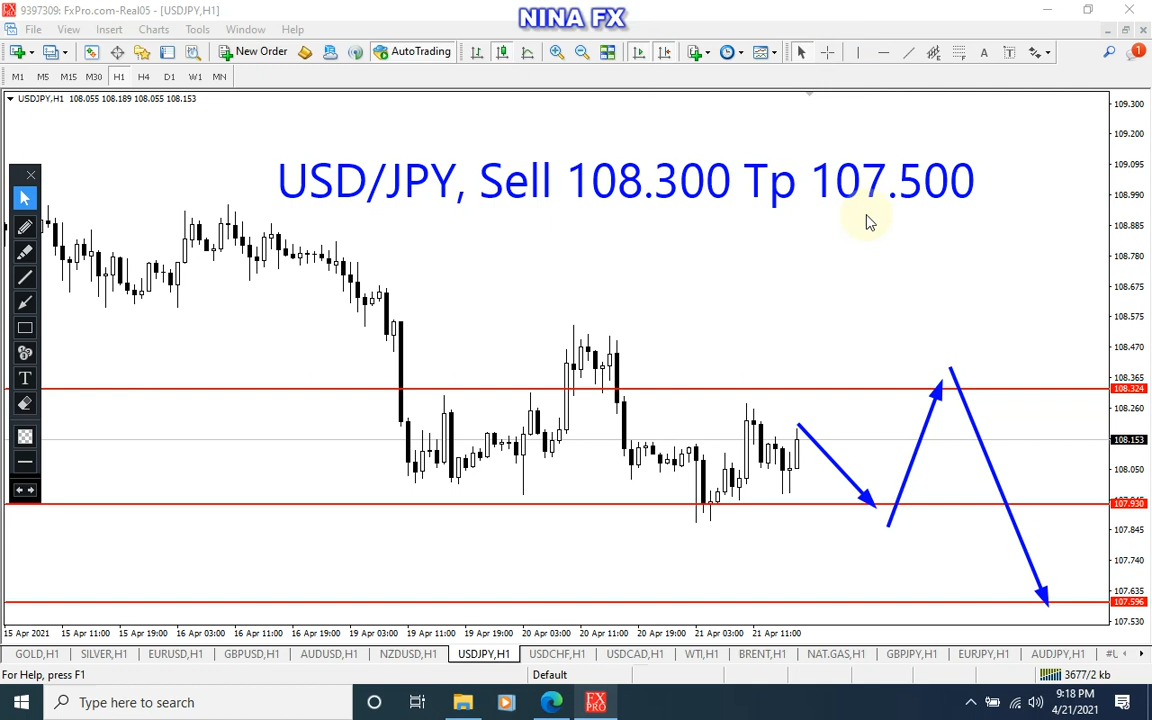 9397309: FxPro.com-Real05 - [USDJPY,H1]
NINA FX
File View Insert Charts Tools Window Help
New Order AutoTrading
M1 M5 M15 M30 H1 H4 D1 W1 MN
USDJPY,H1 108.055 108.189 108.055 108.153
USD/JPY, Sell 108.300 Tp 107.500
109.300
109.200
109.095
108.990
108.885
108.780
108.675
108.575
108.470
108.365
108.324
108.260
108.153
108.050
107.930
107.845
107.740
107.635
107.596
107.530
15 Apr 2021 15 Apr 11:00 15 Apr 19:00 16 Apr 03:00 16 Apr 11:00 16 Apr 19:00 19 Apr 03:00 19 Apr 11:00 19 Apr 19:00 20 Apr 03:00 20 Apr 11:00 20 Apr 19:00 21 Apr 03:00 21 Apr 11:00
GOLD,H1 SILVER,H1 EURUSD,H1 GBPUSD,H1 AUDUSD,H1 NZDUSD,H1 USDJPY,H1 USDCHF,H1 USDCAD,H1 WTI,H1 BRENT,H1 NAT.GAS,H1 GBPJPY,H1 EURJPY,H1 AUDJPY,H1
For Help, press F1 Default 3677/2 kb
Type here to search
FX PRO
9:18 PM
4/21/2021